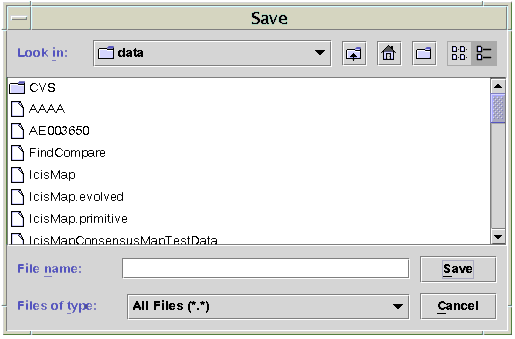 Save
Look in: data
CVS
AAAA
AE003650
FindCompare
IcisMap
IcisMap.evolved
IcisMap.primitive
IcisMapConsensusMapTestData
File name: Save
Files of type: All Files (*.*) Cancel